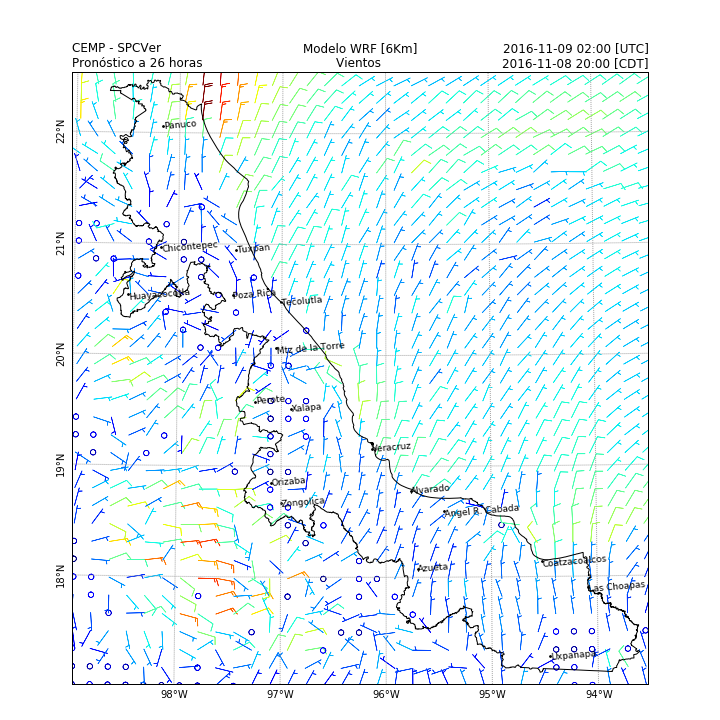 CEMP - SPCVer Modelo WRF [6Km] 2016-11-09 02:00 [UTC]
Pronóstico a 26 horas Vientos 2016-11-08 20:00 [CDT]
22°N
Panuco
21°N
Chicontepec
Tuxpan
Huayacocotla
Poza Rica
Tecolutla
20°N
Mtz de la Torre
Perote
Xalapa
Veracruz
19°N
Orizaba
Alvarado
Zongolica
Angel R. Cabada
18°N
Azueta
Coatzacoalcos
Las Choapas
Uxpanapa
98°W 97°W 96°W 95°W 94°W